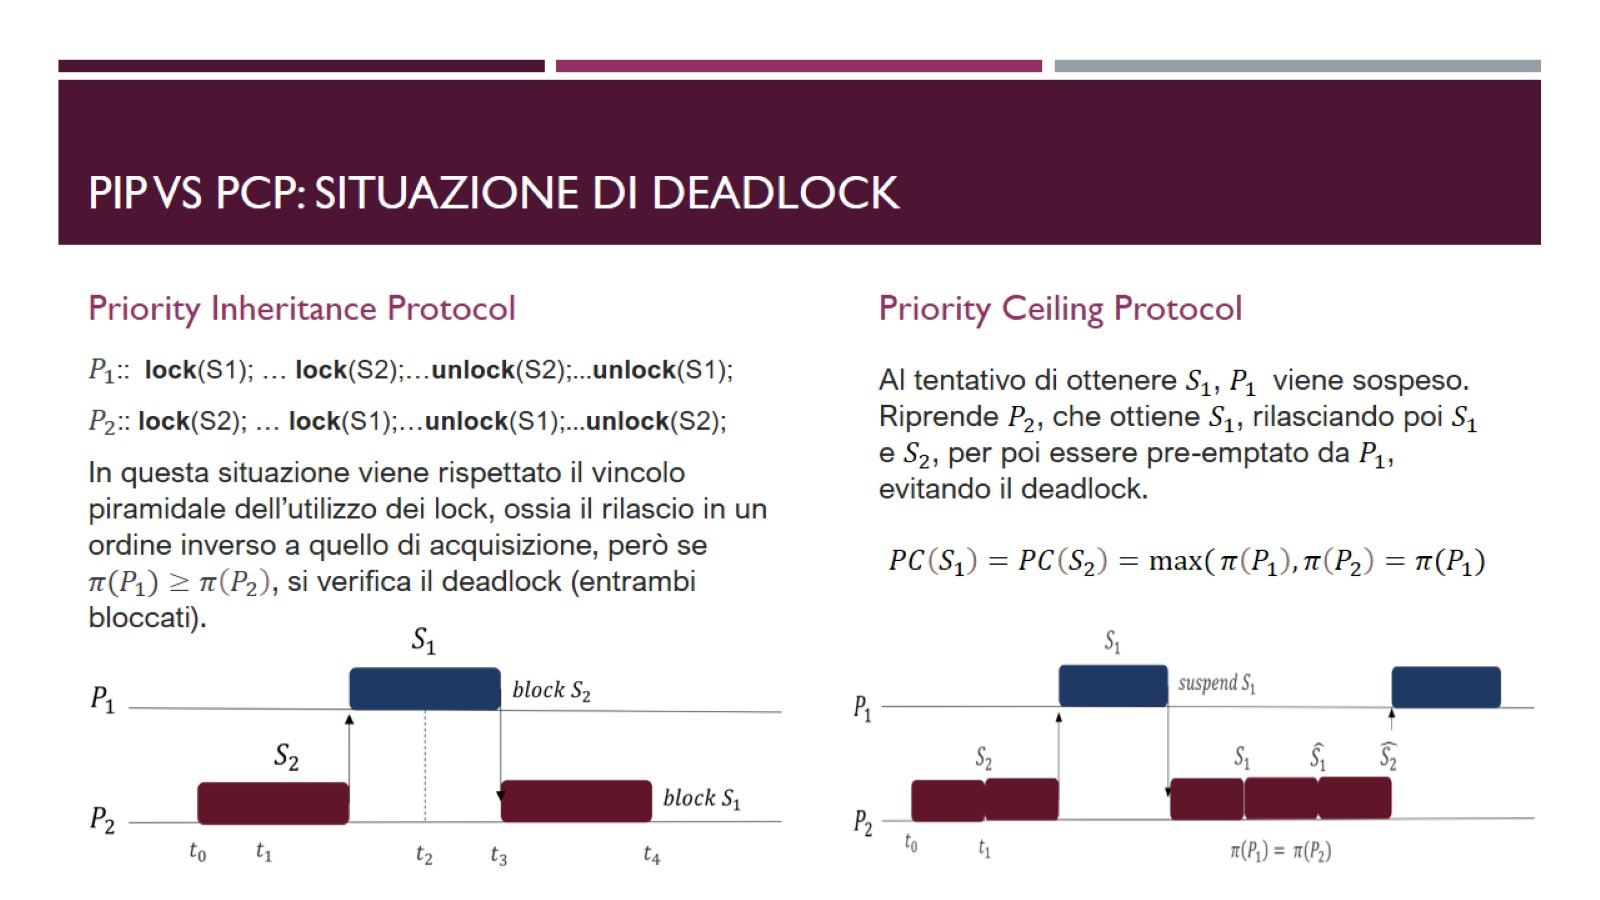 PIP VS PCP: SITUAZIONE DI DEADLOCK
Priority Inheritance Protocol
P₁:: lock(S1); … lock(S2);…unlock(S2);...unlock(S1);
P₂:: lock(S2); … lock(S1);…unlock(S1);...unlock(S2);
In questa situazione viene rispettato il vincolo
piramidale dell’utilizzo dei lock, ossia il rilascio in un
ordine inverso a quello di acquisizione, però se
π(P₁) ≥ π(P₂), si verifica il deadlock (entrambi
bloccati).
S₁
P₁
block S₂
S₂
P₂
block S₁
t₀ t₁ t₂ t₃ t₄
Priority Ceiling Protocol
Al tentativo di ottenere S₁, P₁ viene sospeso.
Riprende P₂, che ottiene S₁, rilasciando poi S₁
e S₂, per poi essere pre-emptato da P₁,
evitando il deadlock.
PC(S₁) = PC(S₂) = max( π(P₁), π(P₂) = π(P₁)
S₁
P₁
suspend S₁
S₂ S₁ Ŝ₁ Ŝ₂
P₂
t₀ t₁ π(P₁) = π(P₂)